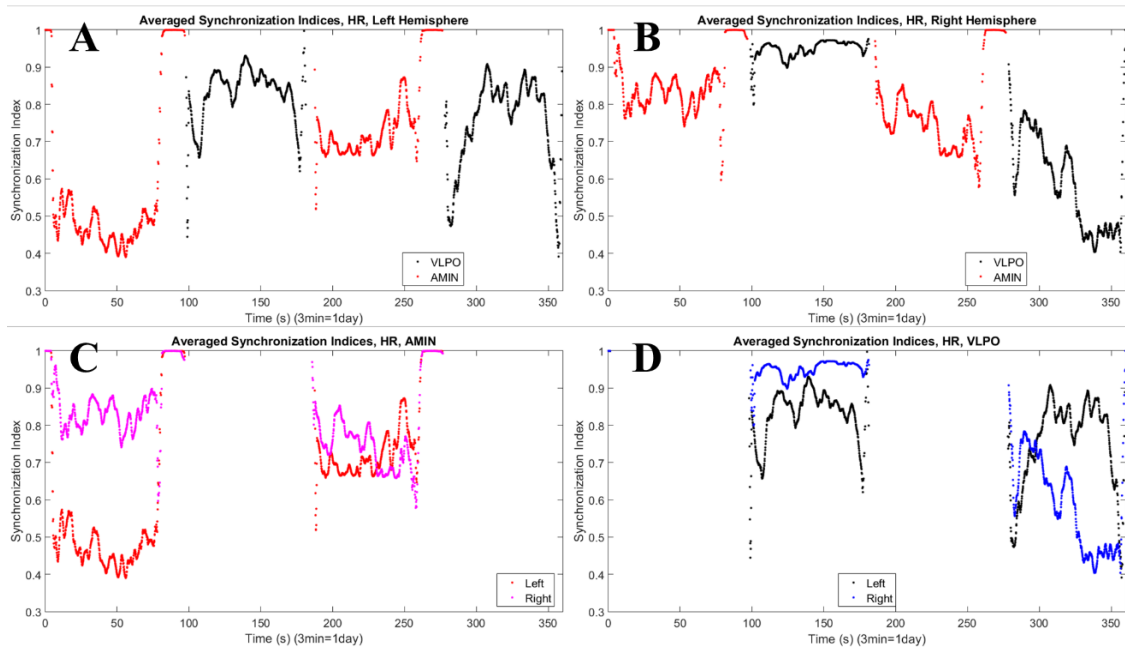 Averaged Synchronization Indices, HR, Left Hemisphere
A
1
0.9
0.8
0.7
0.6
0.5
0.4
0.3
Synchronization Index
0 50 100 150 200 250 300 350
Time (s) (3min=1day)
VLPO
AMIN
Averaged Synchronization Indices, HR, Right Hemisphere
B
1
0.9
0.8
0.7
0.6
0.5
0.4
0.3
Synchronization Index
0 50 100 150 200 250 300 350
Time (s) (3min=1day)
VLPO
AMIN
Averaged Synchronization Indices, HR, AMIN
C
1
0.9
0.8
0.7
0.6
0.5
0.4
0.3
Synchronization Index
0 50 100 150 200 250 300 350
Time (s) (3min=1day)
Left
Right
Averaged Synchronization Indices, HR, VLPO
D
1
0.9
0.8
0.7
0.6
0.5
0.4
0.3
Synchronization Index
0 50 100 150 200 250 300 350
Time (s) (3min=1day)
Left
Right